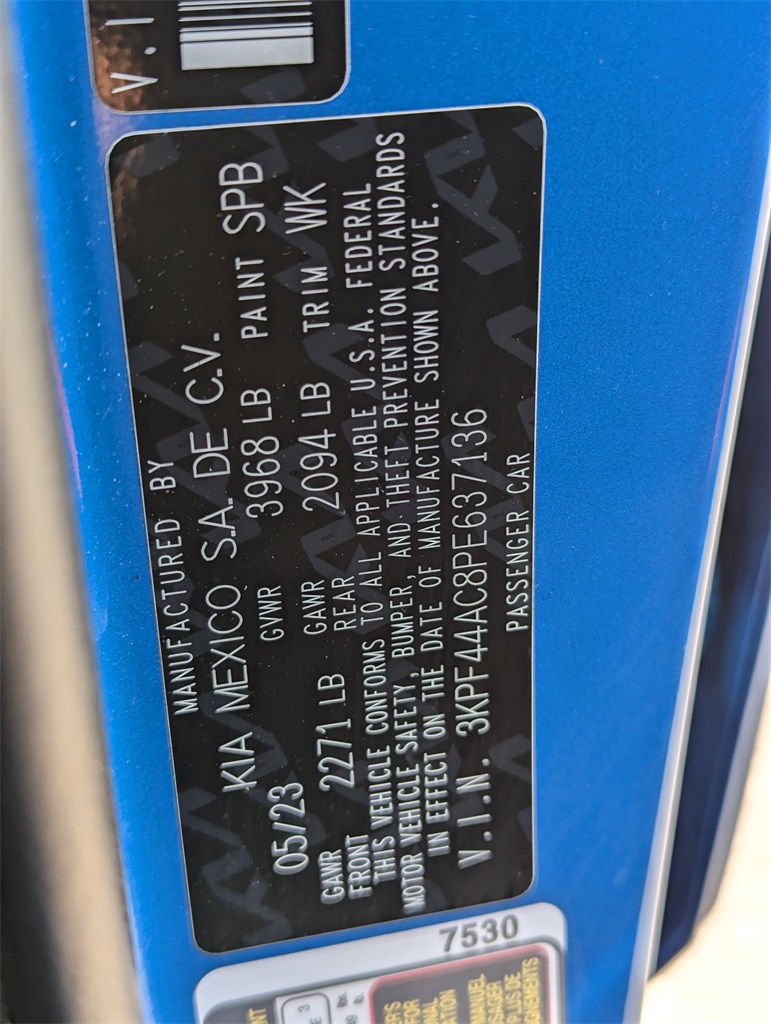 V.I
MANUFACTURED BY
KIA MEXICO S.A. DE C.V.
05/23 GVWR 3968 LB PAINT SPB
GAWR FRONT 2271 LB GAWR REAR 2094 LB TRIM WK
THIS VEHICLE CONFORMS TO ALL APPLICABLE U.S.A. FEDERAL
MOTOR VEHICLE SAFETY, BUMPER, AND THEFT PREVENTION STANDARDS
IN EFFECT ON THE DATE OF MANUFACTURE SHOWN ABOVE.
V.I.N. 3KPF44AC8PE637136
PASSENGER CAR
7530
3
lbs.